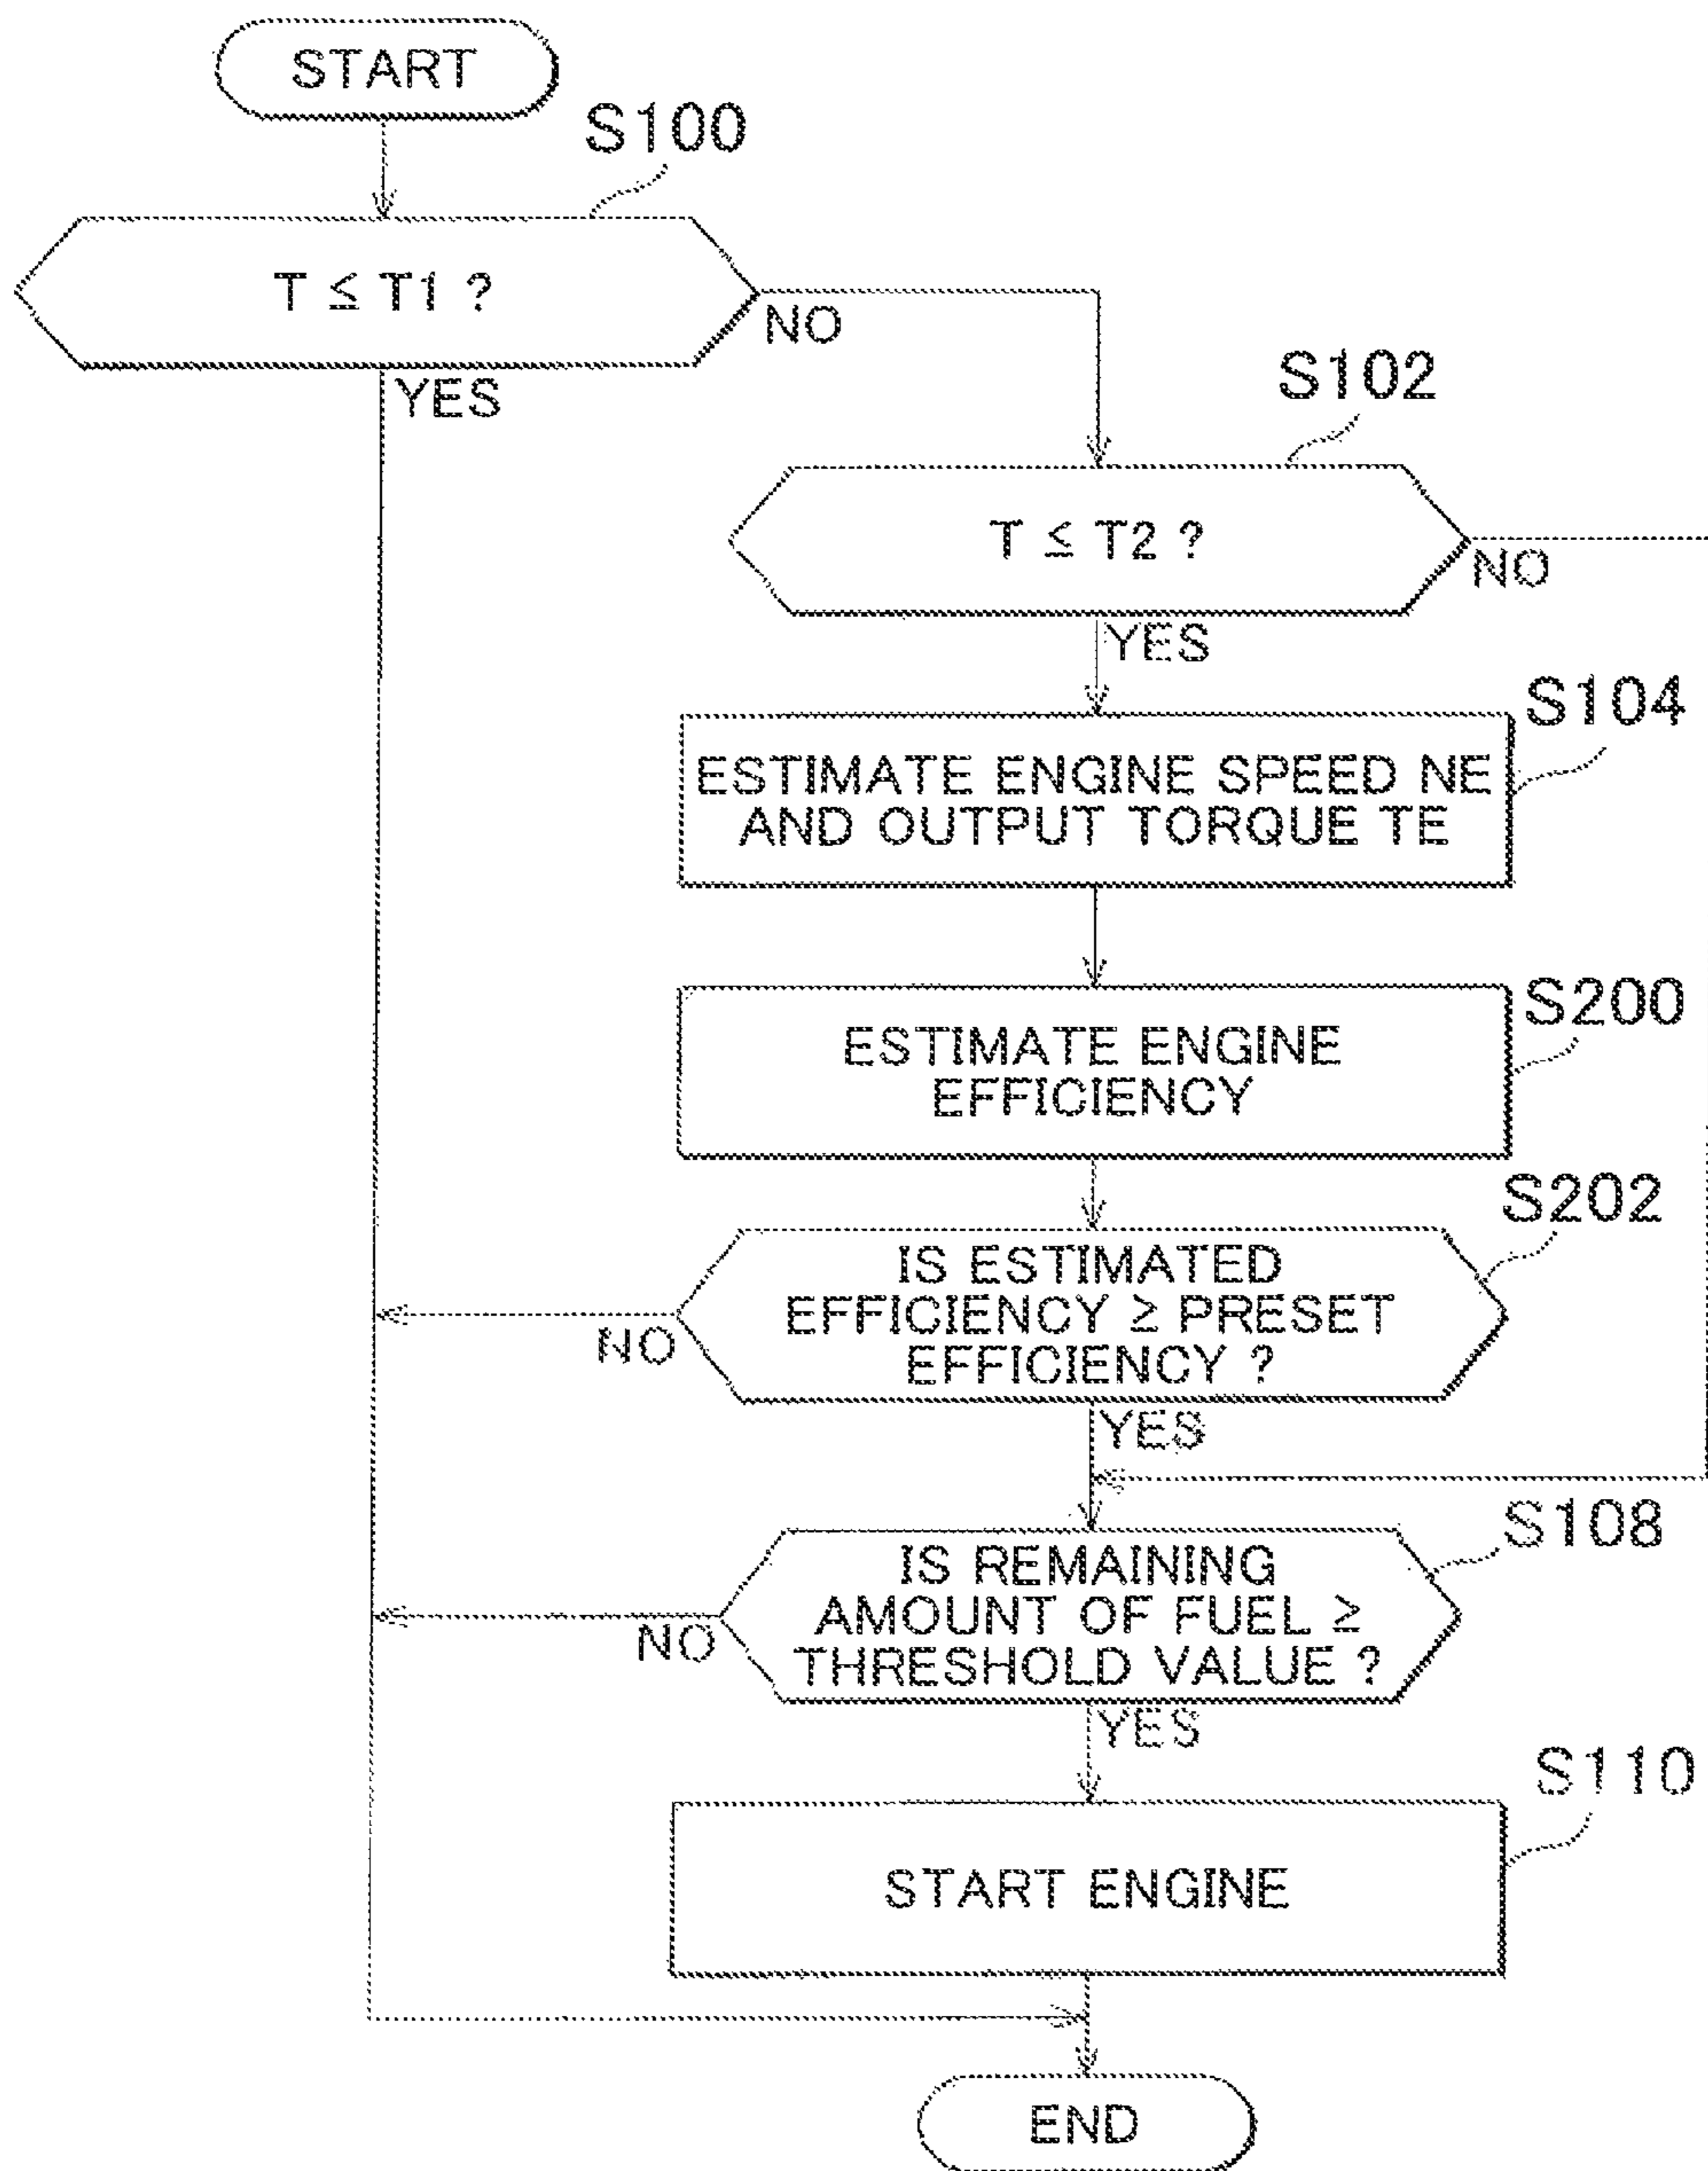 START
S100
T ≤ T1 ?
NO
YES
S102
T ≤ T2 ?
NO
YES
S104
ESTIMATE ENGINE SPEED NE
AND OUTPUT TORQUE TE
S200
ESTIMATE ENGINE
EFFICIENCY
S202
IS ESTIMATED
EFFICIENCY ≥ PRESET
EFFICIENCY ?
NO
YES
S108
IS REMAINING
AMOUNT OF FUEL ≥
THRESHOLD VALUE ?
NO
YES
S110
START ENGINE
END